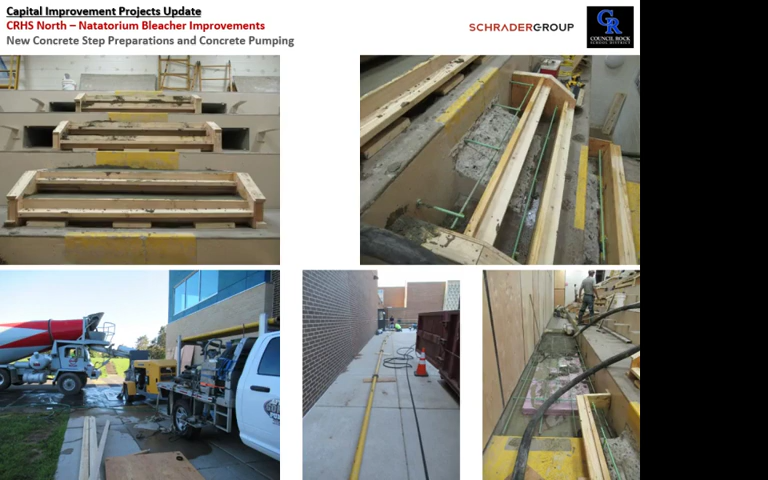 Capital Improvement Projects Update
CRHS North – Natatorium Bleacher Improvements
New Concrete Step Preparations and Concrete Pumping
SCHRADERGROUP
CR
COUNCIL ROCK
SCHOOL DISTRICT